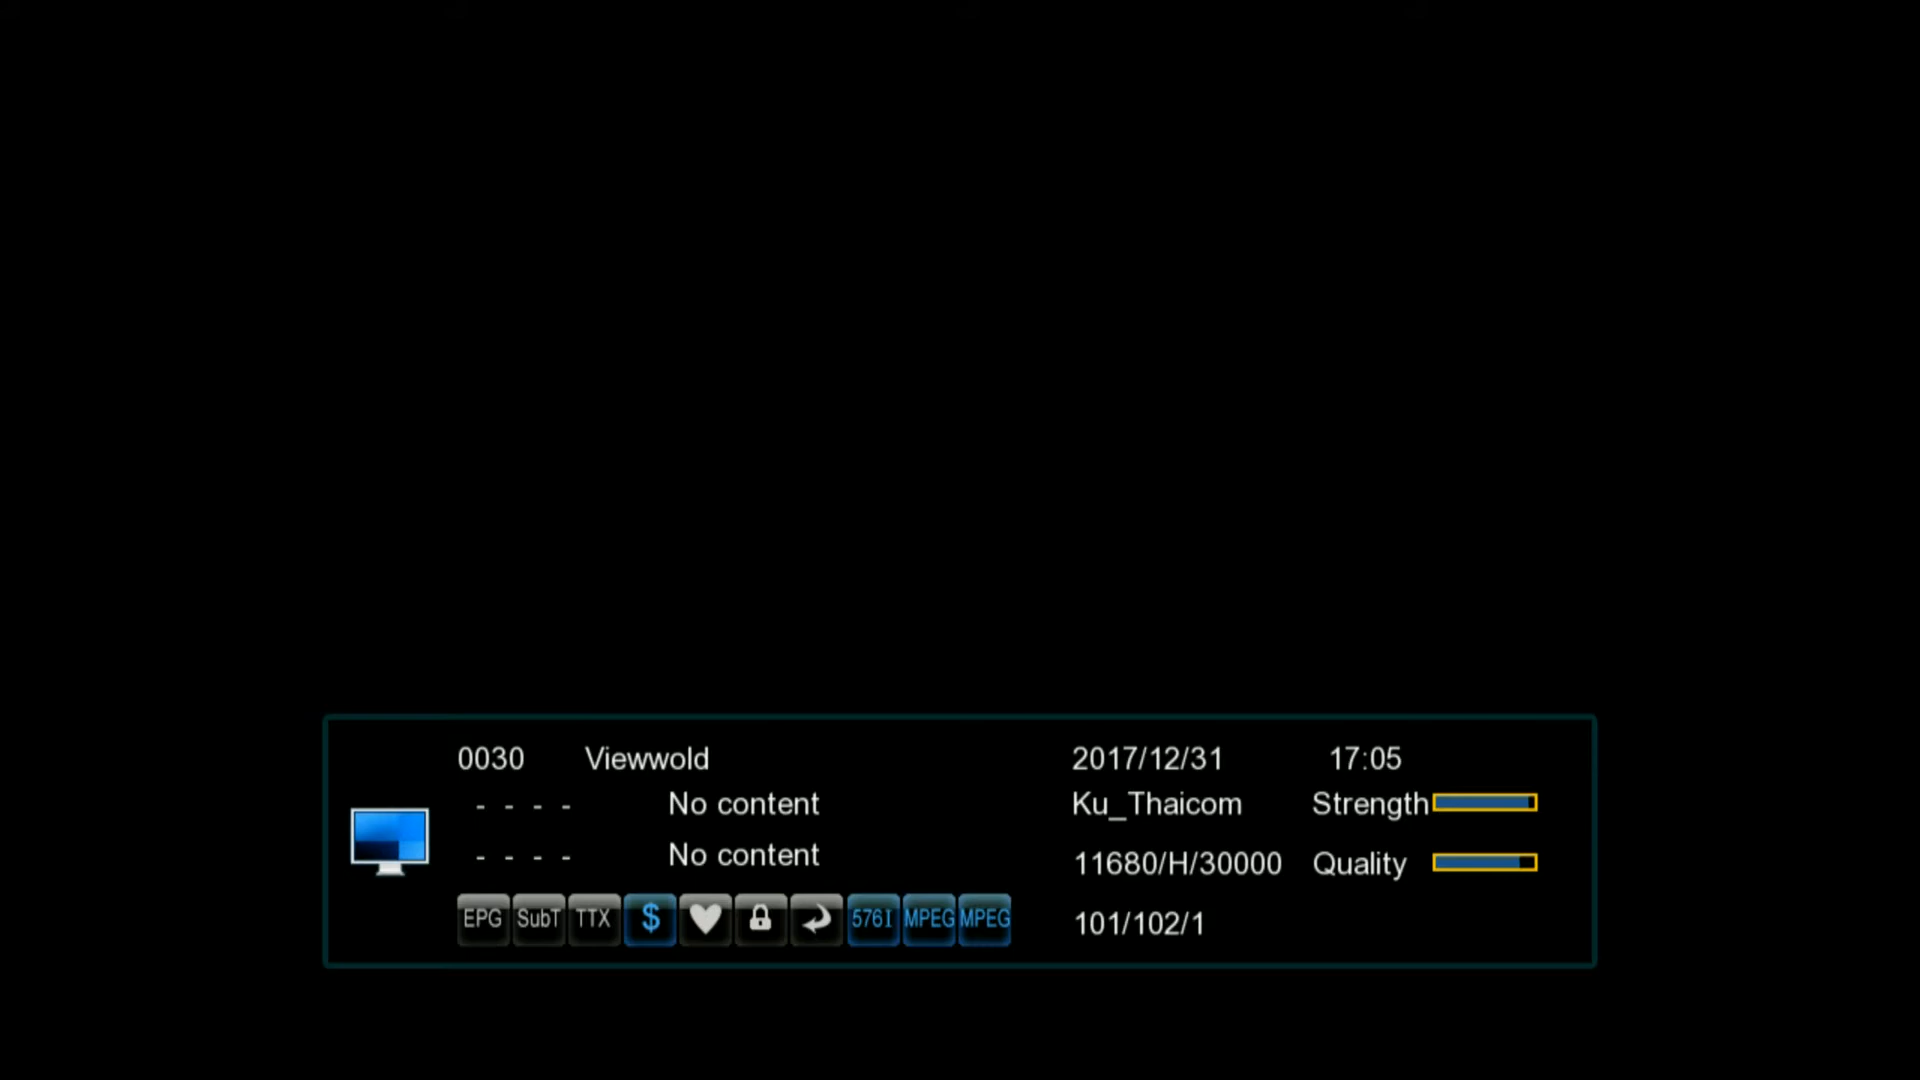 0030 Viewwold 2017/12/31 17:05
- - - - No content Ku_Thaicom Strength
- - - - No content 11680/H/30000 Quality
EPG SubT TTX $ 576I MPEG MPEG 101/102/1